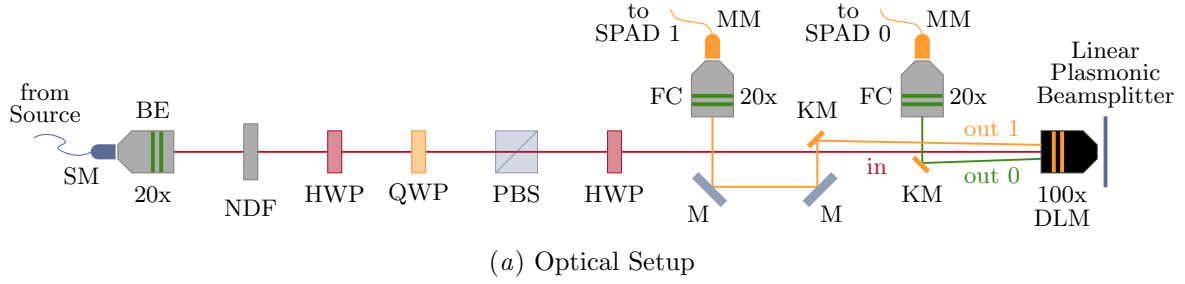 to
SPAD 1
MM
to
SPAD 0
MM
Linear
Plasmonic
Beamsplitter
from
Source
BE
FC
20x
KM
FC
20x
out 1
SM
20x
NDF
HWP
QWP
PBS
HWP
M
M
in
KM
out 0
100x
DLM
(a) Optical Setup